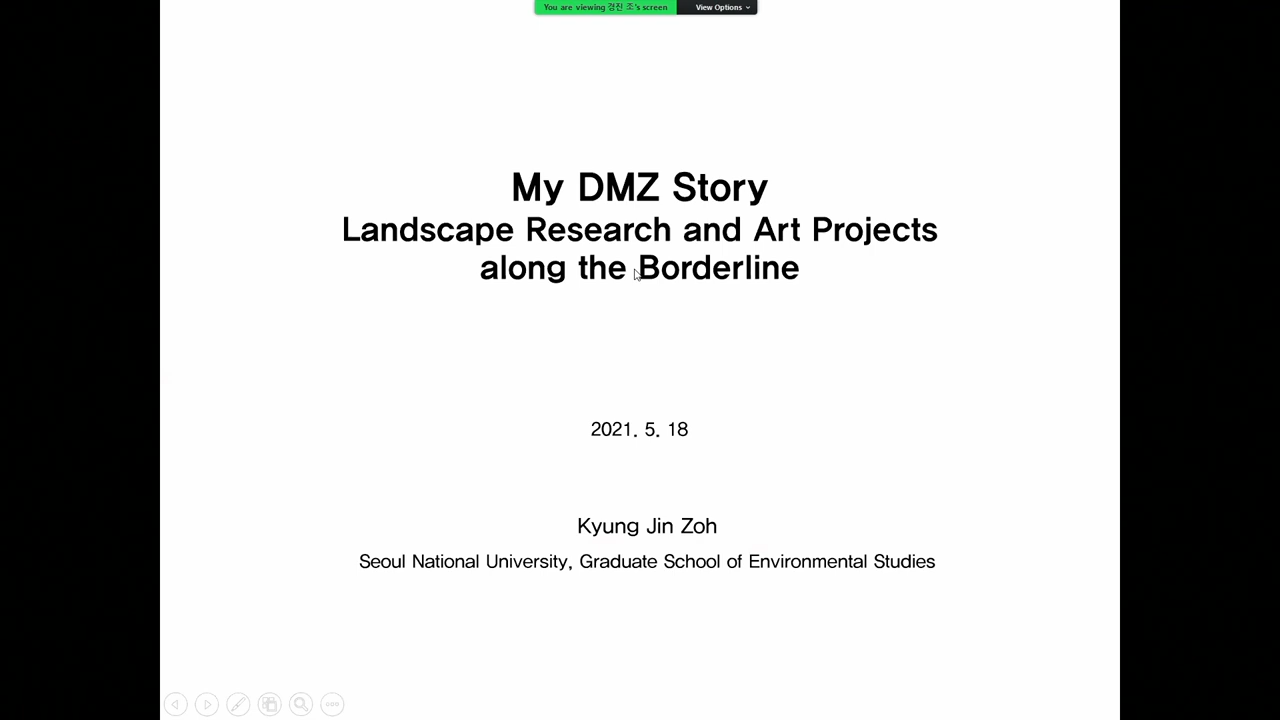 You are viewing 경진 조's screen View Options
My DMZ Story
Landscape Research and Art Projects
along the Borderline
2021. 5. 18
Kyung Jin Zoh
Seoul National University, Graduate School of Environmental Studies